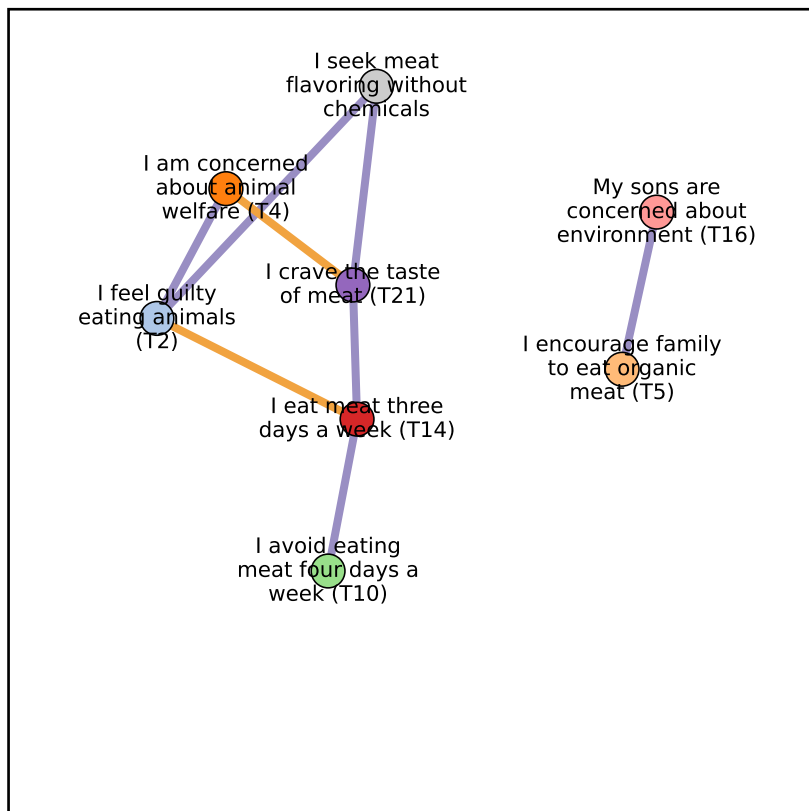 I seek meat
flavoring without
chemicals
I am concerned
about animal
welfare (T4)
My sons are
concerned about
environment (T16)
I crave the taste
of meat (T21)
I feel guilty
eating animals
(T2)
I encourage family
to eat organic
meat (T5)
I eat meat three
days a week (T14)
I avoid eating
meat four days a
week (T10)